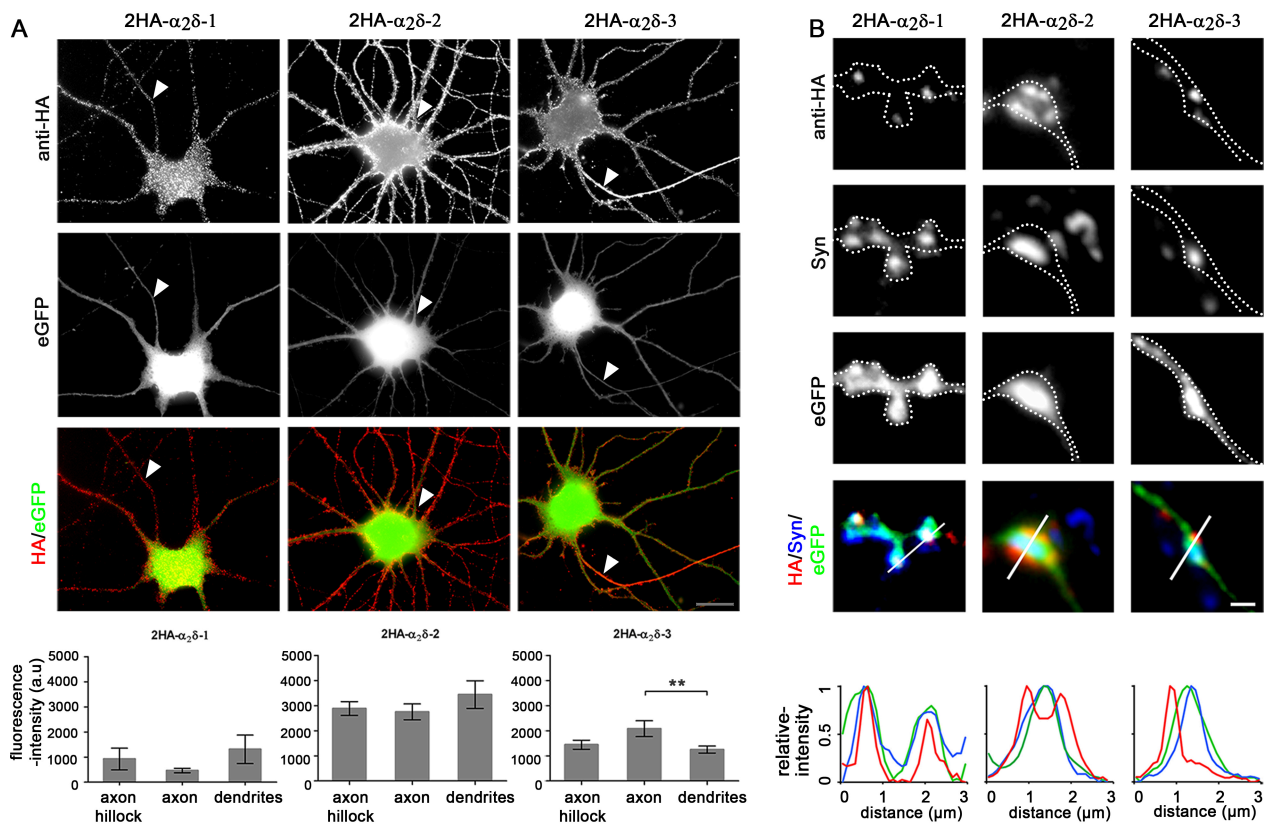 A
2HA-α2δ-1
2HA-α2δ-2
2HA-α2δ-3
anti-HA
eGFP
HA/eGFP
2HA-α2δ-1
2HA-α2δ-2
2HA-α2δ-3
fluorescence
-intensity (a.u)
5000
4000
3000
2000
1000
0
axon
hillock
axon
dendrites
5000
4000
3000
2000
1000
0
axon
hillock
axon
dendrites
5000
4000
3000
2000
1000
0
**
axon
hillock
axon
dendrites
B
2HA-α2δ-1
2HA-α2δ-2
2HA-α2δ-3
anti-HA
Syn
eGFP
HA/Syn/
eGFP
relative-
intensity
1
0.5
0
0 1 2 3
distance (µm)
0 1 2 3
distance (µm)
0 1 2 3
distance (µm)